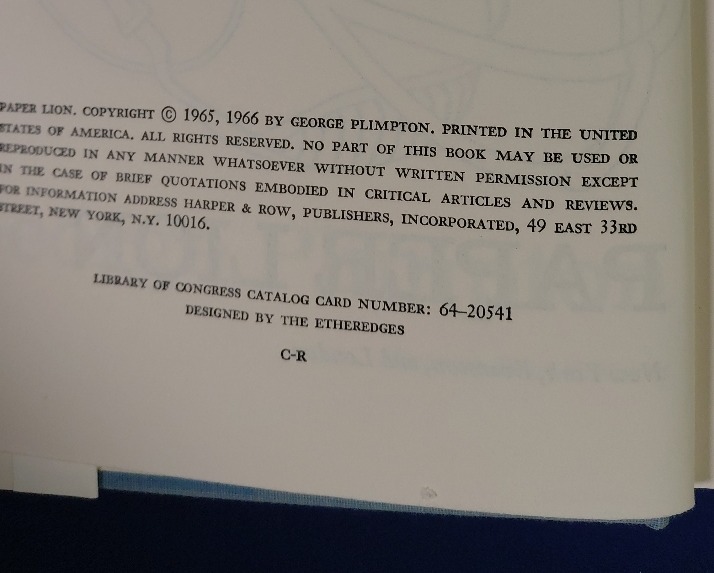 PAPER LION. COPYRIGHT © 1965, 1966 BY GEORGE PLIMPTON. PRINTED IN THE UNITED
STATES OF AMERICA. ALL RIGHTS RESERVED. NO PART OF THIS BOOK MAY BE USED OR
REPRODUCED IN ANY MANNER WHATSOEVER WITHOUT WRITTEN PERMISSION EXCEPT
IN THE CASE OF BRIEF QUOTATIONS EMBODIED IN CRITICAL ARTICLES AND REVIEWS.
FOR INFORMATION ADDRESS HARPER & ROW, PUBLISHERS, INCORPORATED, 49 EAST 33RD
STREET, NEW YORK, N.Y. 10016.
LIBRARY OF CONGRESS CATALOG CARD NUMBER: 64–20541
DESIGNED BY THE ETHEREDGES
C-R